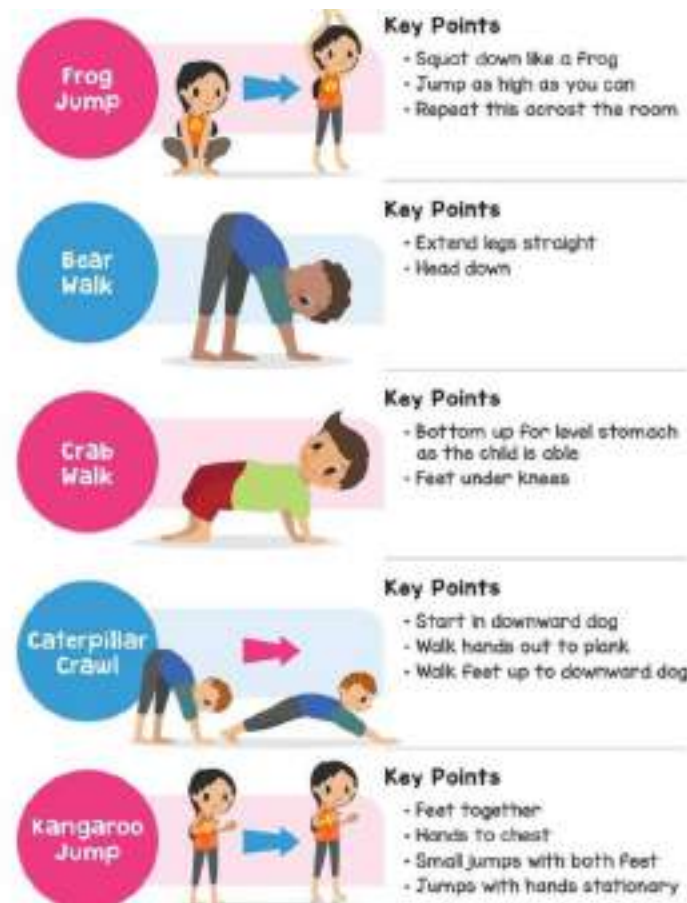 Frog
Jump
Key Points
- Squat down like a frog
- Jump as high as you can
- Repeat this acrost the room
Bear
Walk
Key Points
- Extend legs straight
- Head down
Crab
Walk
Key Points
- Bottom up for level stomach
as the child is able
- Feet under knees
Caterpillar
Crawl
Key Points
- Start in downward dog
- Walk hands out to plank
- Walk feet up to downward dog
Kangaroo
Jump
Key Points
- Feet together
- Hands to chest
- Small jumps with both feet
- Jumps with hands stationary